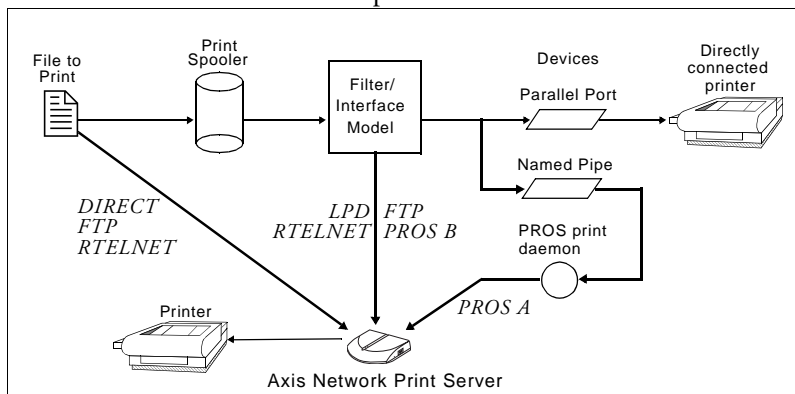 File to
Print
Print
Spooler
Filter/
Interface
Model
Devices
Parallel Port
Directly
connected
printer
Named Pipe
DIRECT
FTP
RTELNET
LPD FTP
RTELNET PROS B
PROS print
daemon
PROS A
Printer
Axis Network Print Server